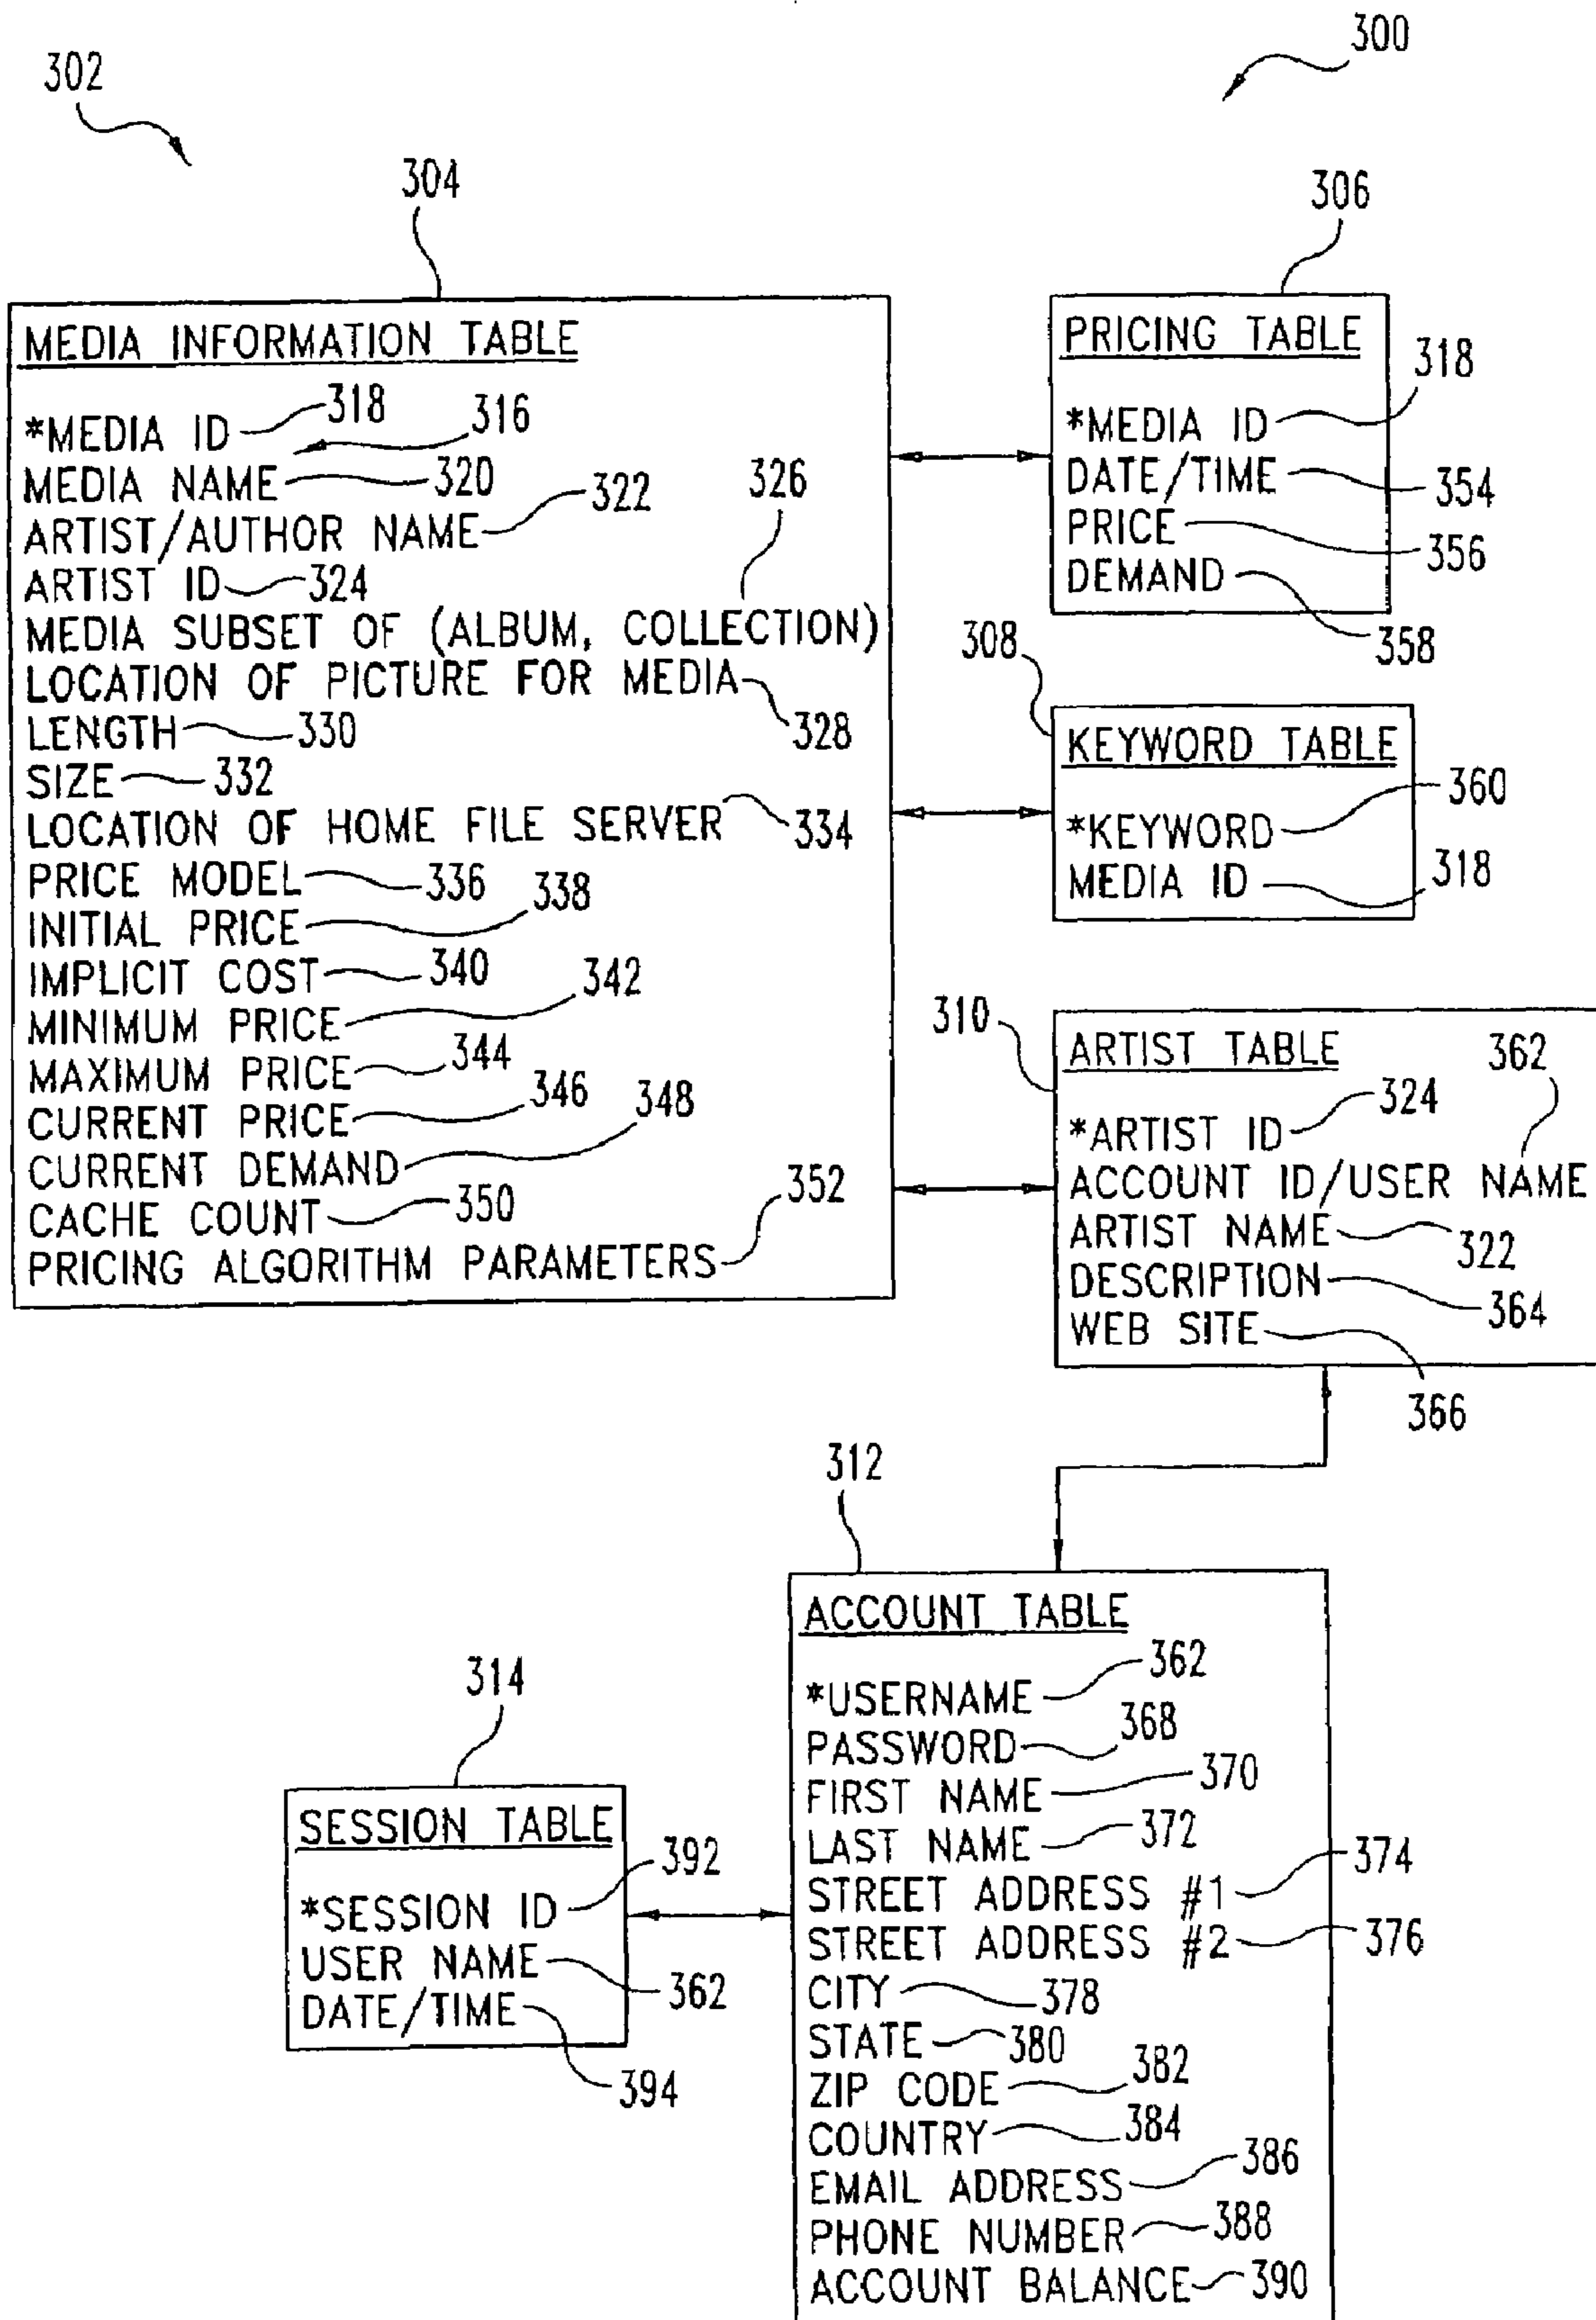 300
302
304
MEDIA INFORMATION TABLE
*MEDIA ID 318
316
MEDIA NAME 320
ARTIST/AUTHOR NAME 322
326
ARTIST ID 324
MEDIA SUBSET OF (ALBUM, COLLECTION)
LOCATION OF PICTURE FOR MEDIA 328
LENGTH 330
SIZE 332
LOCATION OF HOME FILE SERVER 334
PRICE MODEL 336
INITIAL PRICE 338
IMPLICIT COST 340
MINIMUM PRICE 342
MAXIMUM PRICE 344
CURRENT PRICE 346
CURRENT DEMAND 348
CACHE COUNT 350
PRICING ALGORITHM PARAMETERS 352
306
PRICING TABLE
*MEDIA ID 318
DATE/TIME 354
PRICE 356
DEMAND 358
308
KEYWORD TABLE
*KEYWORD 360
MEDIA ID 318
310
ARTIST TABLE
362
*ARTIST ID 324
ACCOUNT ID/USER NAME
ARTIST NAME 322
DESCRIPTION 364
WEB SITE 366
312
ACCOUNT TABLE
*USERNAME 362
PASSWORD 368
FIRST NAME 370
LAST NAME 372
STREET ADDRESS #1 374
STREET ADDRESS #2 376
CITY 378
STATE 380
ZIP CODE 382
COUNTRY 384
EMAIL ADDRESS 386
PHONE NUMBER 388
ACCOUNT BALANCE 390
314
SESSION TABLE
*SESSION ID 392
USER NAME 362
DATE/TIME 394